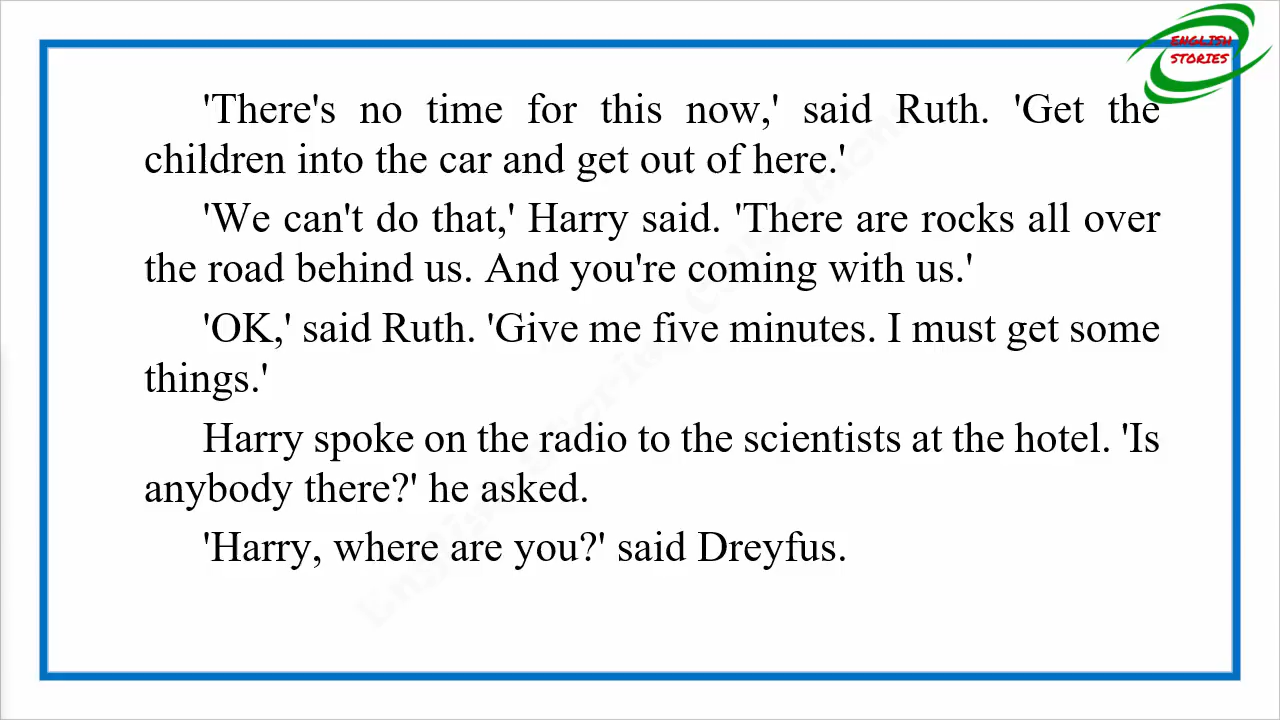 ENGLISH
STORIES
'There's no time for this now,' said Ruth. 'Get the
children into the car and get out of here.'
'We can't do that,' Harry said. 'There are rocks all over
the road behind us. And you're coming with us.'
'OK,' said Ruth. 'Give me five minutes. I must get some
things.'
Harry spoke on the radio to the scientists at the hotel. 'Is
anybody there?' he asked.
'Harry, where are you?' said Dreyfus.